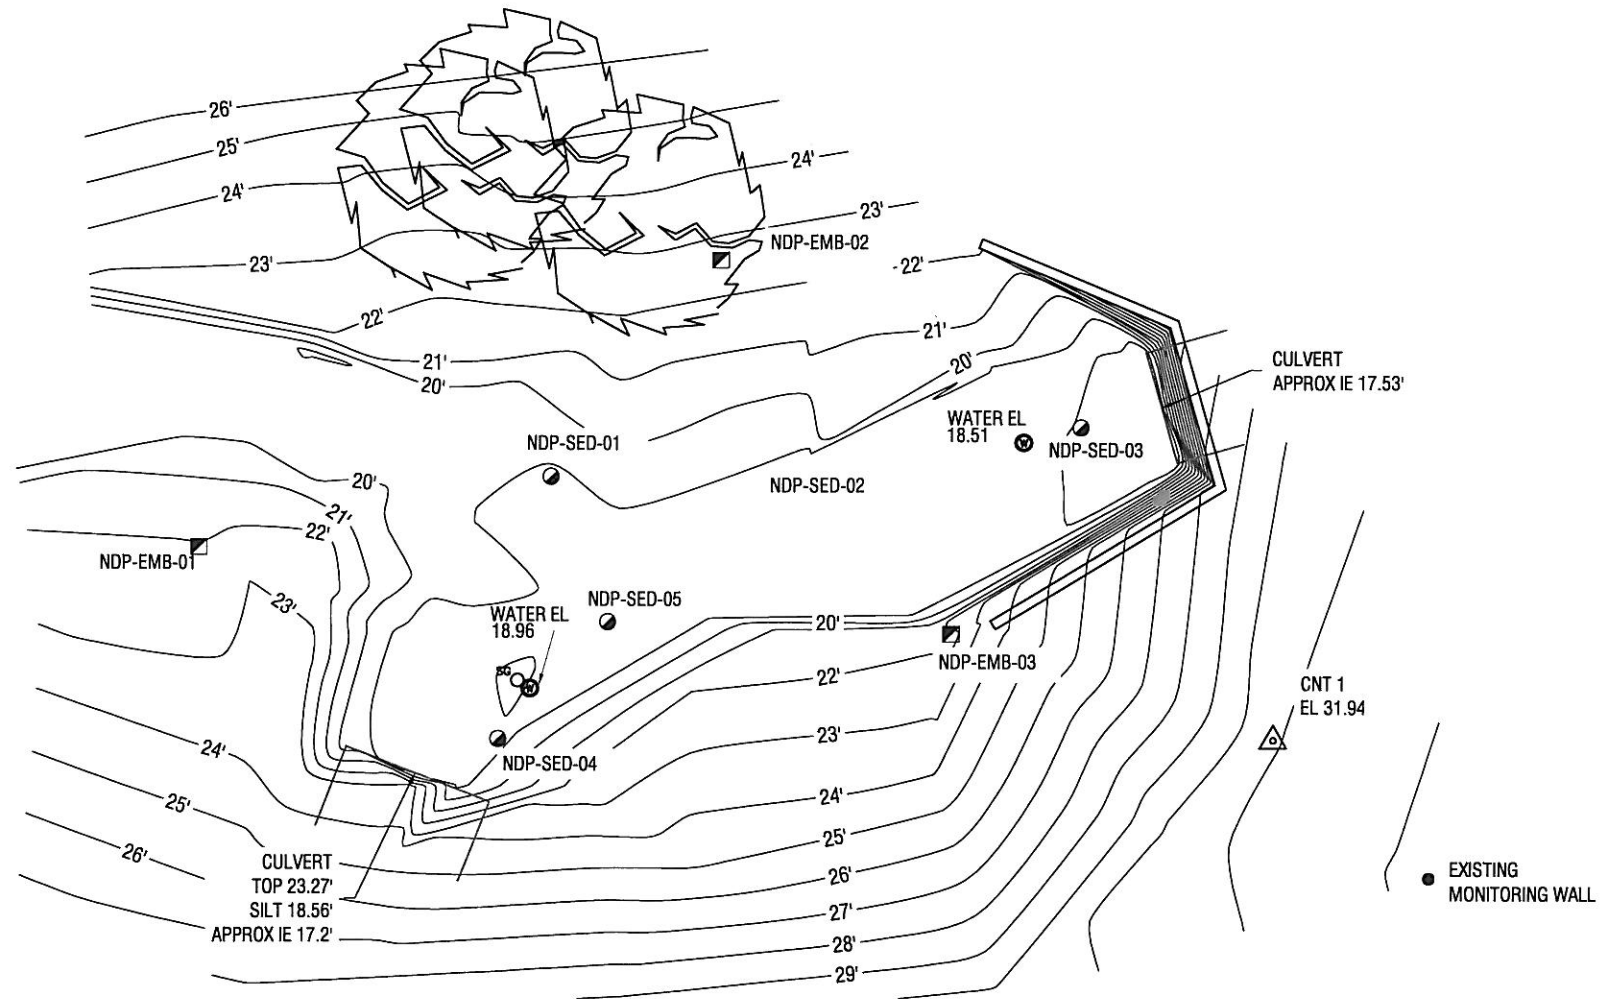 26'
25'
24'
24'
23'
NDP-EMB-02
23'
22'
22'
21'
21'
20'
20'
CULVERT
APPROX IE 17.53'
WATER EL
18.51
W
NDP-SED-03
NDP-SED-01
NDP-SED-02
20'
21'
22'
NDP-EMB-01
23'
NDP-SED-05
WATER EL
18.96
SG
W
20'
NDP-EMB-03
22'
CNT 1
EL 31.94
NDP-SED-04
23'
24'
24'
25'
25'
26'
26'
27'
28'
29'
CULVERT
TOP 23.27'
SILT 18.56'
APPROX IE 17.2'
EXISTING
MONITORING WALL